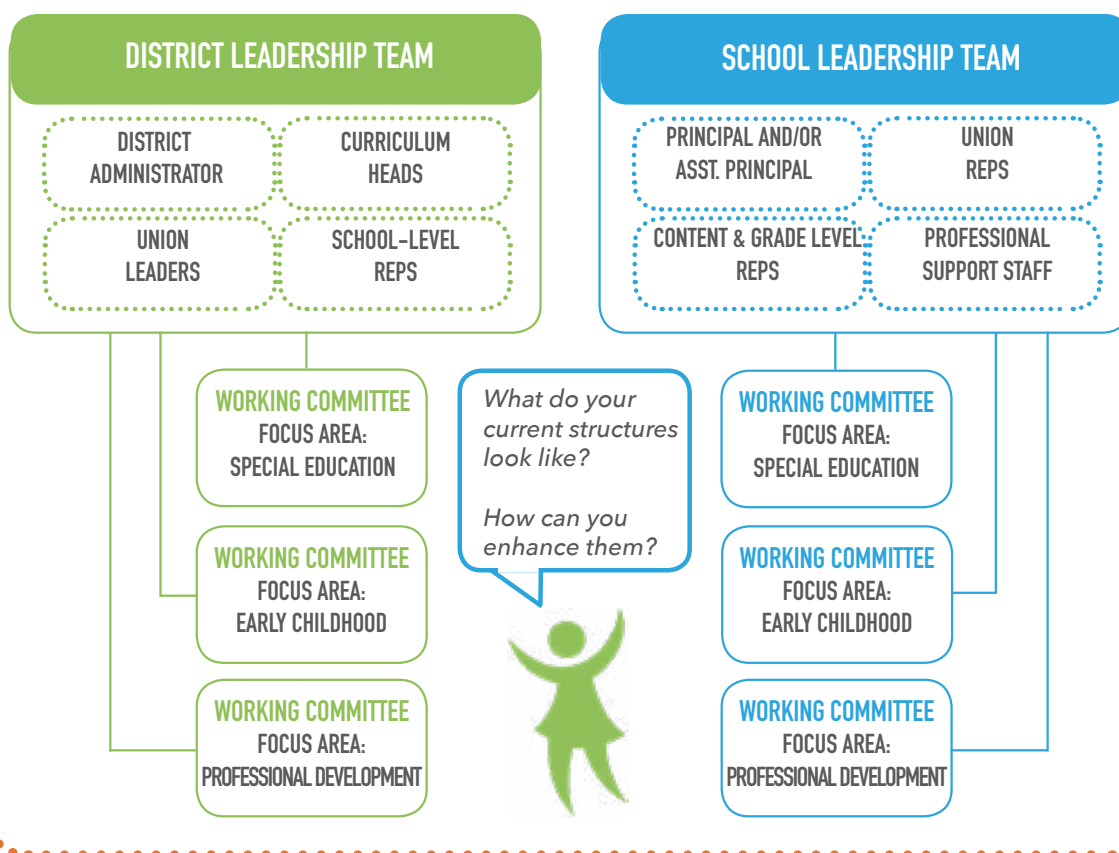 DISTRICT LEADERSHIP TEAM
DISTRICT
ADMINISTRATOR
CURRICULUM
HEADS
UNION
LEADERS
SCHOOL-LEVEL
REPS
WORKING COMMITTEE
FOCUS AREA:
SPECIAL EDUCATION
WORKING COMMITTEE
FOCUS AREA:
EARLY CHILDHOOD
WORKING COMMITTEE
FOCUS AREA:
PROFESSIONAL DEVELOPMENT
What do your
current structures
look like?
How can you
enhance them?
SCHOOL LEADERSHIP TEAM
PRINCIPAL AND/OR
ASST. PRINCIPAL
UNION
REPS
CONTENT & GRADE LEVEL
REPS
PROFESSIONAL
SUPPORT STAFF
WORKING COMMITTEE
FOCUS AREA:
SPECIAL EDUCATION
WORKING COMMITTEE
FOCUS AREA:
EARLY CHILDHOOD
WORKING COMMITTEE
FOCUS AREA:
PROFESSIONAL DEVELOPMENT